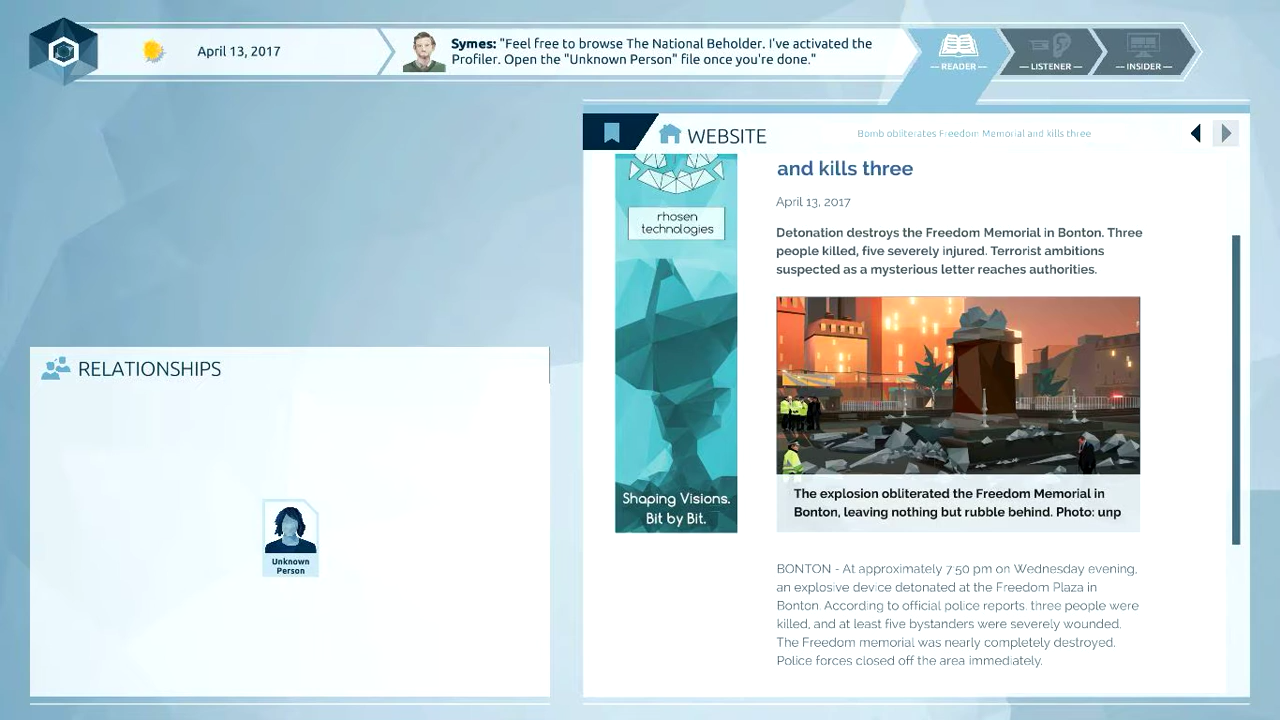 April 13, 2017
Symes: "Feel free to browse The National Beholder. I've activated the
Profiler. Open the "Unknown Person" file once you're done."
— READER —
— LISTENER —
— INSIDER —
RELATIONSHIPS
Unknown
Person
WEBSITE
Bomb obliterates Freedom Memorial and kills three
rhosen
technologies
Shaping Visions.
Bit by Bit.
and kills three
April 13, 2017
Detonation destroys the Freedom Memorial in Bonton. Three
people killed, five severely injured. Terrorist ambitions
suspected as a mysterious letter reaches authorities.
The explosion obliterated the Freedom Memorial in
Bonton, leaving nothing but rubble behind. Photo: unp
BONTON - At approximately 7.50 pm on Wednesday evening,
an explosive device detonated at the Freedom Plaza in
Bonton. According to official police reports, three people were
killed, and at least five bystanders were severely wounded.
The Freedom memorial was nearly completely destroyed.
Police forces closed off the area immediately.